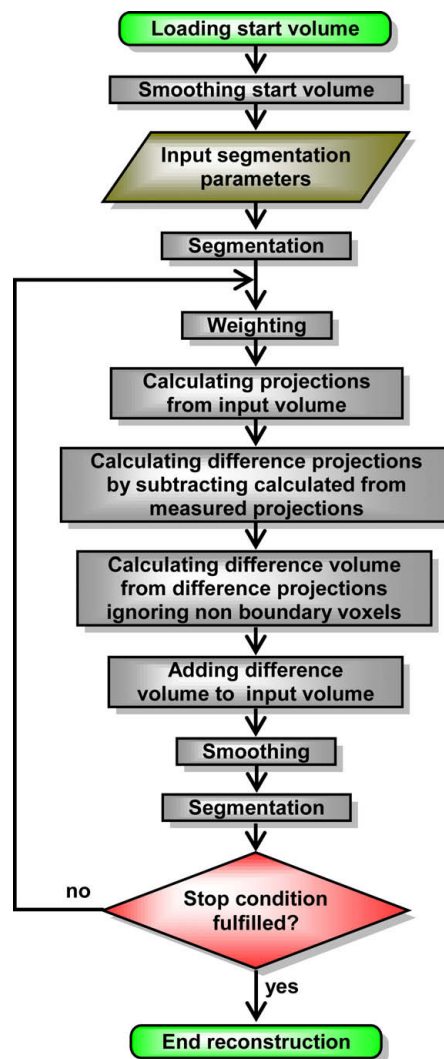 Loading start volume
Smoothing start volume
Input segmentation
parameters
Segmentation
Weighting
Calculating projections
from input volume
Calculating difference projections
by subtracting calculated from
measured projections
Calculating difference volume
from difference projections
ignoring non boundary voxels
Adding difference
volume to input volume
Smoothing
Segmentation
no
Stop condition
fulfilled?
yes
End reconstruction